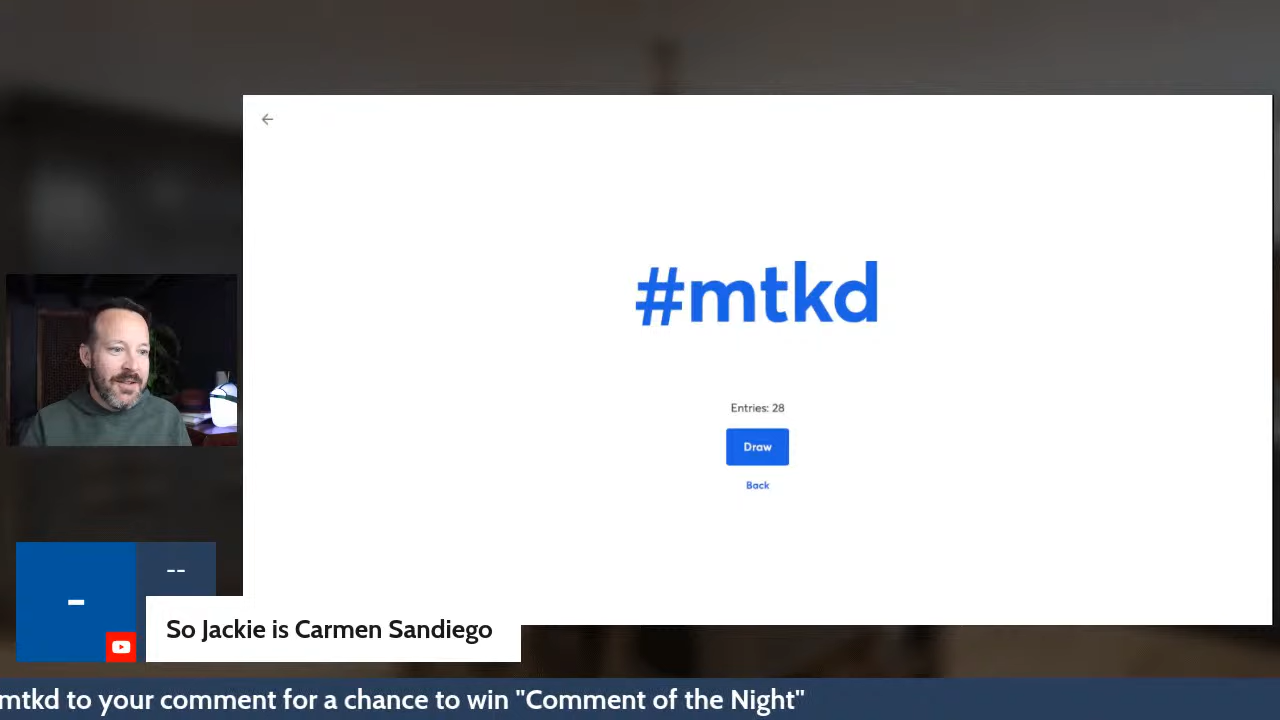 #mtkd
Entries: 28
Draw
Back
-
--
So Jackie is Carmen Sandiego
mtkd to your comment for a chance to win "Comment of the Night"